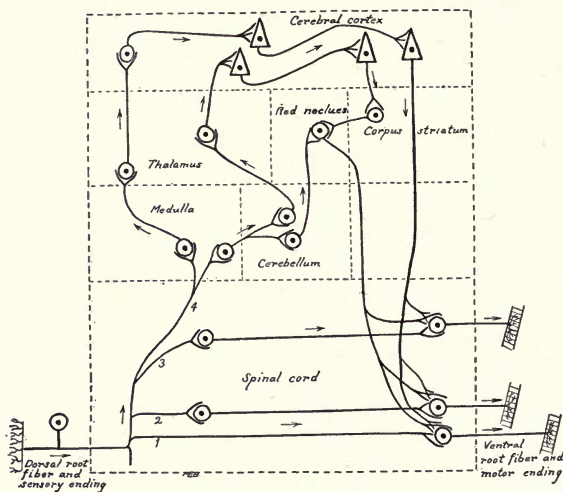 Cerebral cortex
Red naclues
Corpus striatum
Thalamus
Medulla
Cerebellum
4
3
Spinal cord
2
1
Dorsal root
fiber and
sensory ending
Ventral
root fiber and
motor ending